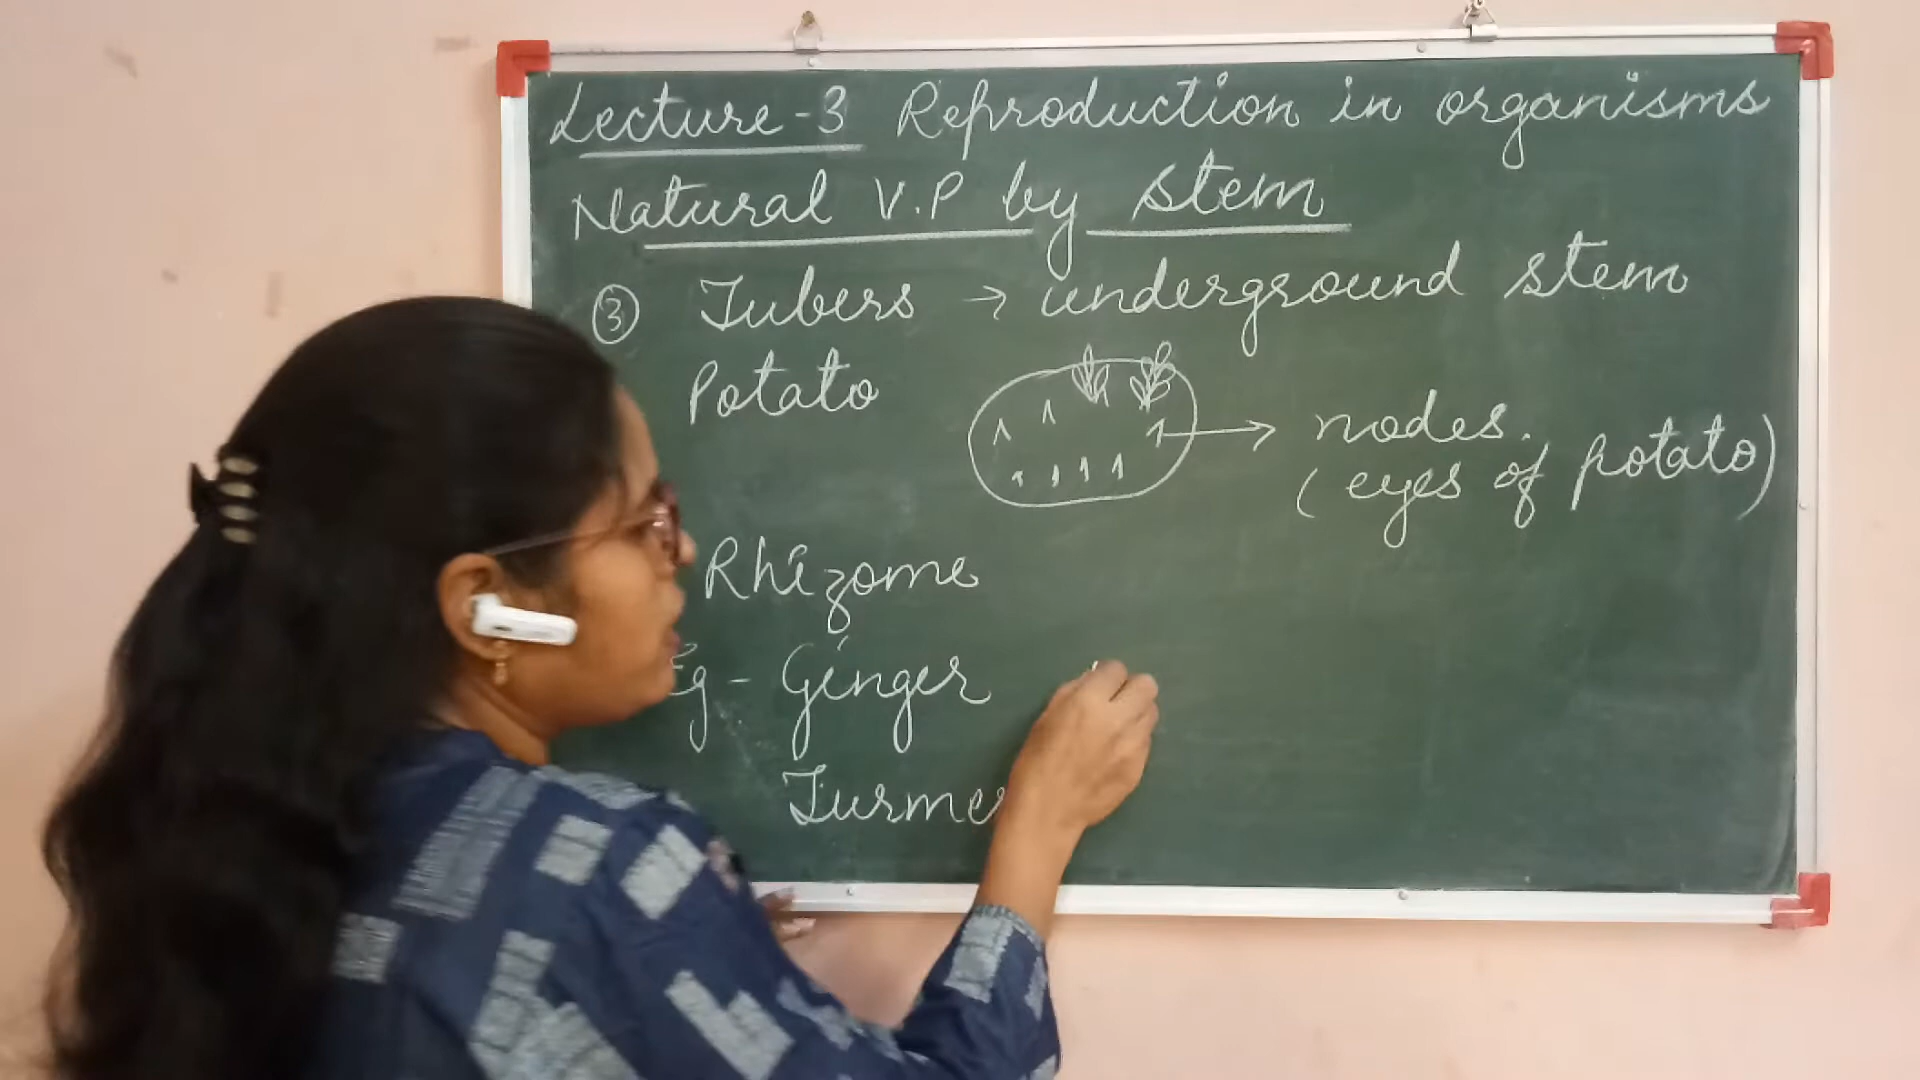 Lecture-3 Reproduction in organisms
Natural V.P by stem
③ Tubers → underground stem
Potato
→ nodes.
(eyes of potato)
Rhizome
Eg - Ginger